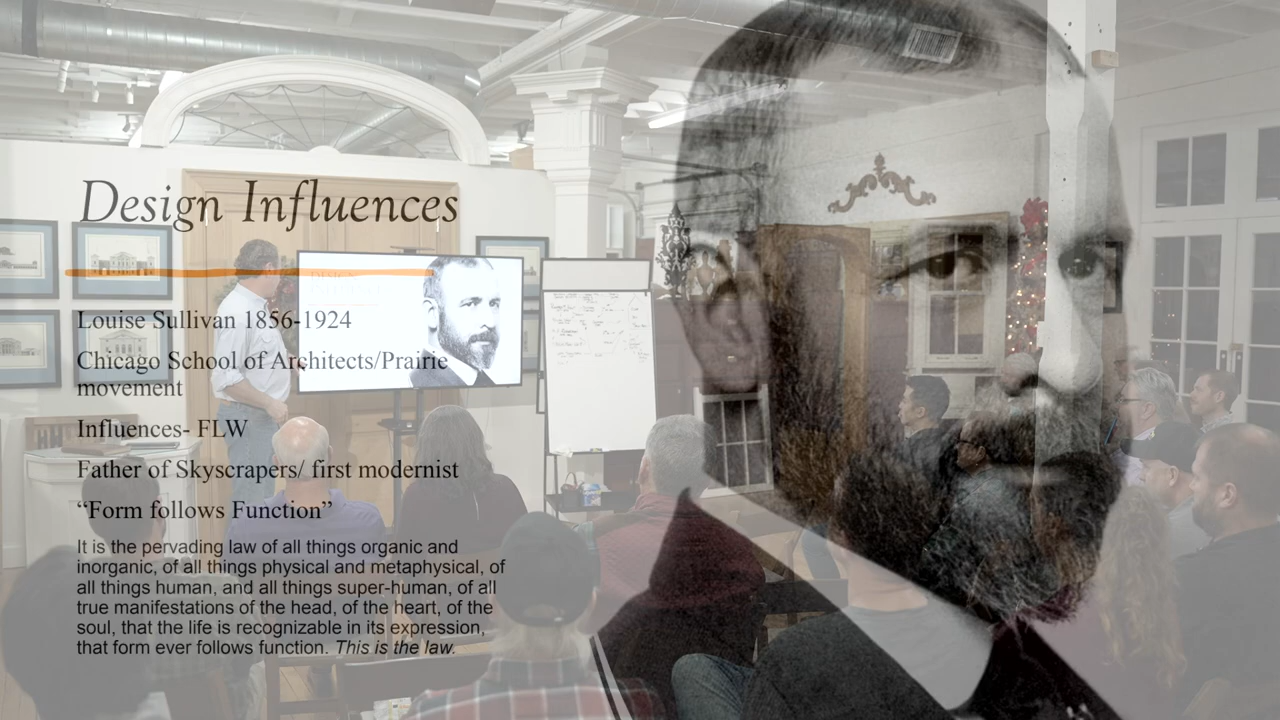 Design Influences
Louise Sullivan 1856-1924
Chicago School of Architects/Prairie
movement
Influences- FLW
Father of Skyscrapers/ first modernist
“Form follows Function”
It is the pervading law of all things organic and
inorganic, of all things physical and metaphysical, of
all things human, and all things super-human, of all
true manifestations of the head, of the heart, of the
soul, that the life is recognizable in its expression,
that form ever follows function. This is the law.